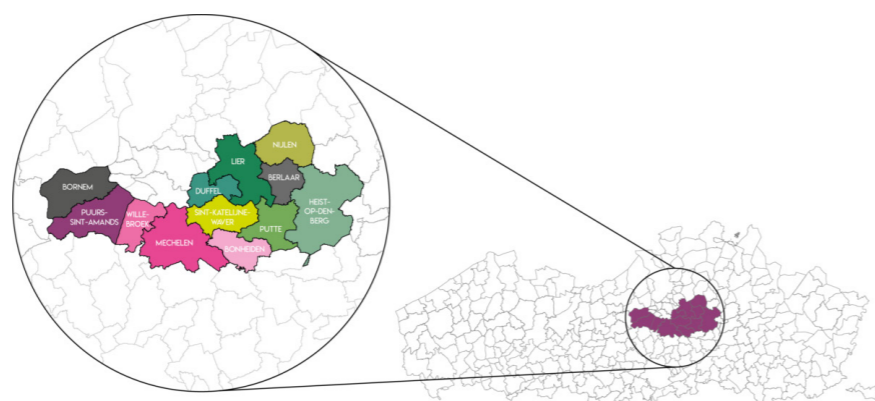 NIJLEN
LIER
BERLAAR
BORNEM
DUFFEL
HEIST-
OP-DEN-
BERG
PUURS-
SINT-AMANDS
WILLE-
BROEK
SINT-KATELIJNE-
WAVER
PUTTE
MECHELEN
BONHEIDEN